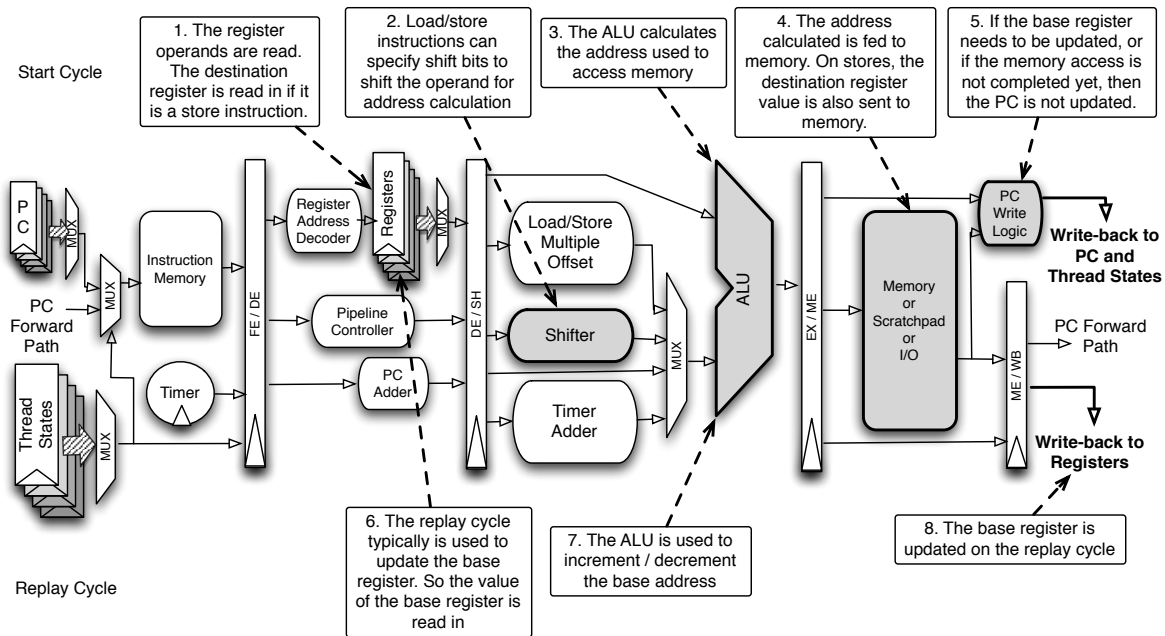 Start Cycle
1. The register
operands are read.
The destination
register is read in if it
is a store instruction.
2. Load/store
instructions can
specify shift bits to
shift the operand for
address calculation
3. The ALU calculates
the address used to
access memory
4. The address
calculated is fed to
memory. On stores, the
destination register
value is also sent to
memory.
5. If the base register
needs to be updated, or
if the memory access is
not completed yet, then
the PC is not updated.
PC
MUX
PC
Forward
Path
MUX
Instruction
Memory
Timer
Thread
States
MUX
FE / DE
Register
Address
Decoder
Registers
MUX
Pipeline
Controller
PC
Adder
DE / SH
Load/Store
Multiple
Offset
Shifter
Timer
Adder
MUX
ALU
EX / ME
Memory
or
Scratchpad
or
I/O
PC
Write
Logic
Write-back to
PC and
Thread States
ME / WB
PC Forward
Path
Write-back to
Registers
Replay Cycle
6. The replay cycle
typically is used to
update the base
register. So the value
of the base register is
read in
7. The ALU is used to
increment / decrement
the base address
8. The base register is
updated on the replay cycle